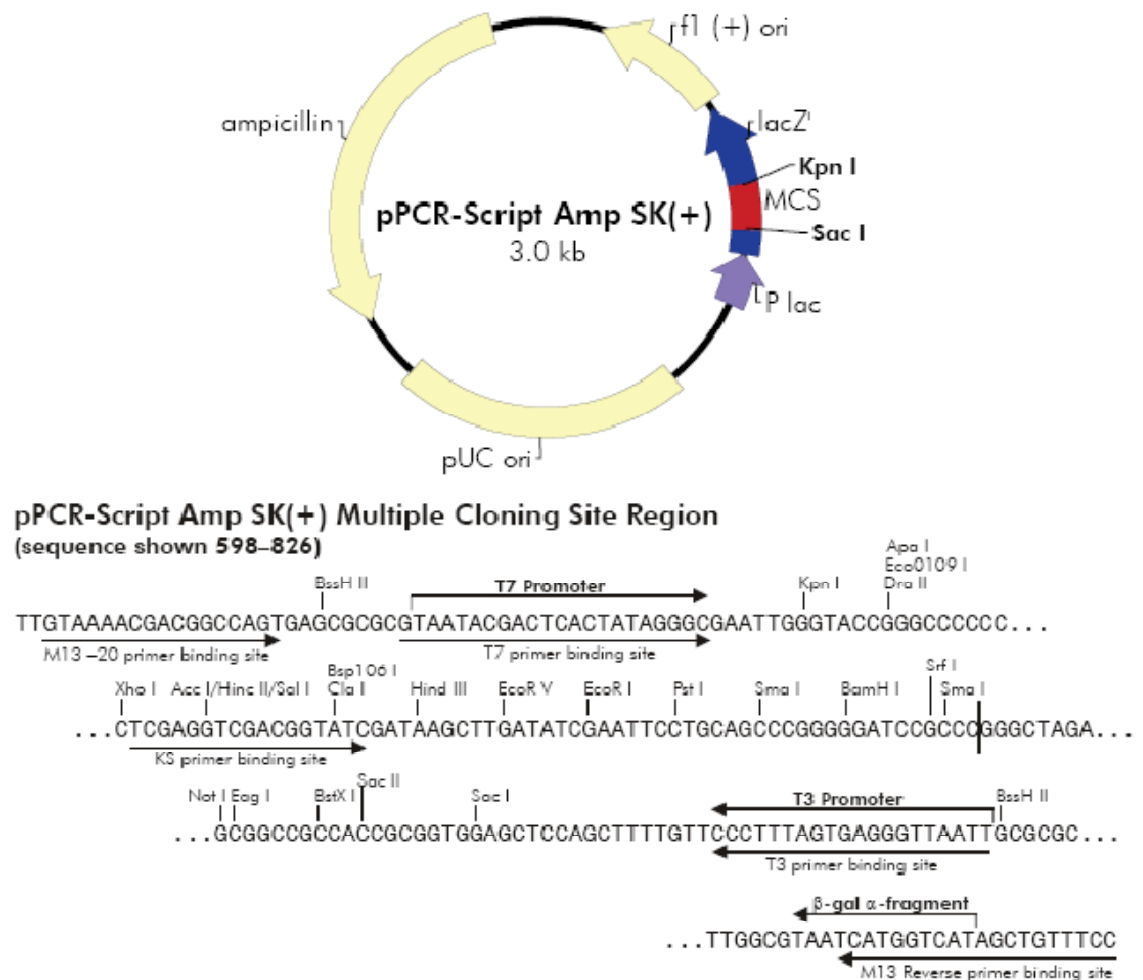 f1 (+) ori
ampicillin
lacZ'
Kpn I
pPCR-Script Amp SK(+)
MCS
3.0 kb
Sac I
P lac
pUC ori
pPCR-Script Amp SK(+) Multiple Cloning Site Region
(sequence shown 598–826)
Apa I
Eco0109 I
BssH II T7 Promoter Kpn I Dra II
TTGTAAAACGACGGCCAGTGAGCGCGCGTAATACGACTCACTATAGGGCGAATTGGGTACCGGGCCCCCC...
M13 –20 primer binding site T7 primer binding site
Bsp106 I Srf I
Xho I Acc I/Hinc II/Sal I Cla II Hind III EcoR V EcoR I Pst I Sma I BamH I Sma I
...CTCGAGGTCGACGGTATCGATAAGCTTGATATCGAATTCCTGCAGCCCGGGGGATCCGCCCGGGCTAGA...
KS primer binding site
Not I Eag I BstX I Sac II Sac I T3 Promoter BssH II
...GCGGCCGCCACCGCGGTGGAGCTCCAGCTTTTGTTCCCTTTAGTGAGGGTTAATTGCGCGC...
T3 primer binding site
β-gal α-fragment
...TTGGCGTAATCATGGTCATAGCTGTTTCC
M13 Reverse primer binding site